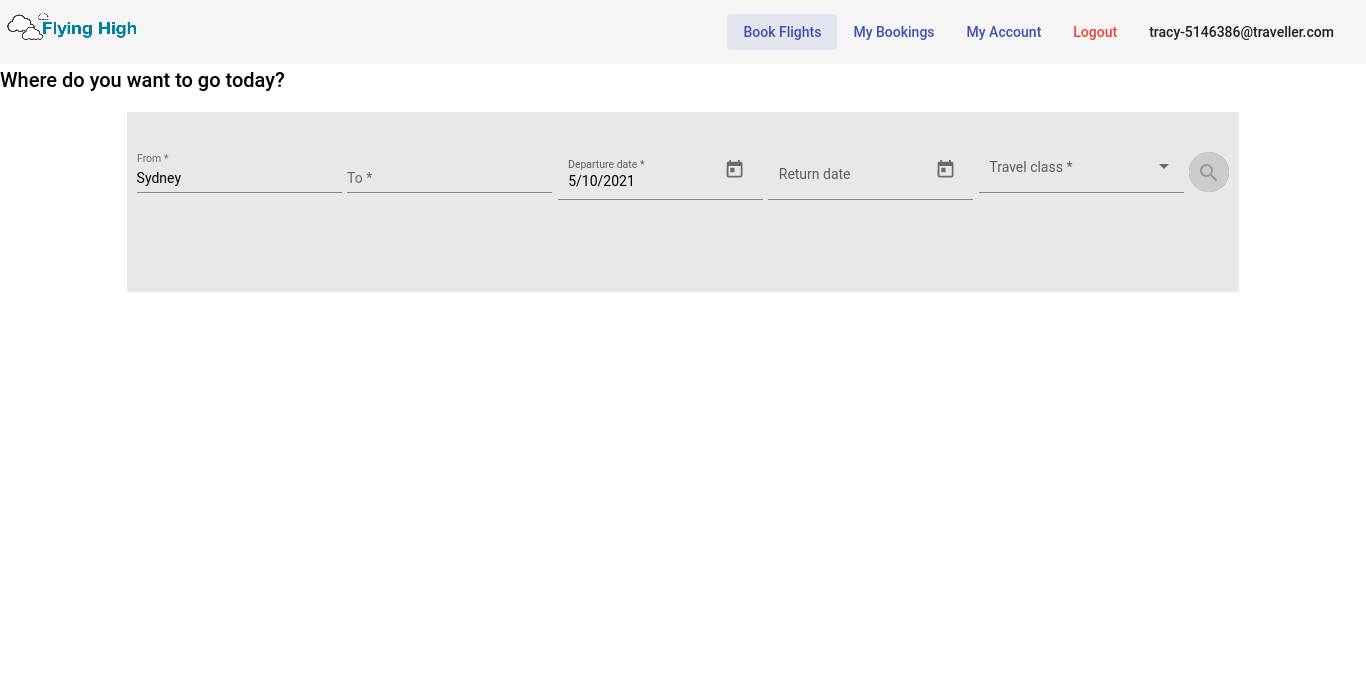 Flying High
Book Flights
My Bookings
My Account
Logout
tracy-5146386@traveller.com
Where do you want to go today?
From *
Sydney
To *
Departure date *
5/10/2021
Return date
Travel class *